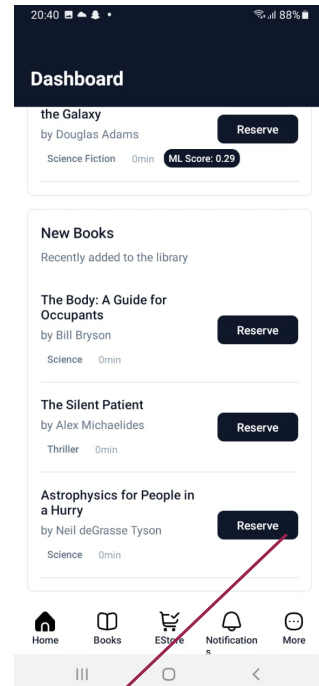 20:40 88%
Dashboard
the Galaxy
by Douglas Adams
Reserve
Science Fiction 0min ML Score: 0.29
New Books
Recently added to the library
The Body: A Guide for
Occupants
by Bill Bryson
Reserve
Science 0min
The Silent Patient
by Alex Michaelides
Reserve
Thriller 0min
Astrophysics for People in
a Hurry
by Neil deGrasse Tyson
Reserve
Science 0min
Home Books EStore Notification More
s